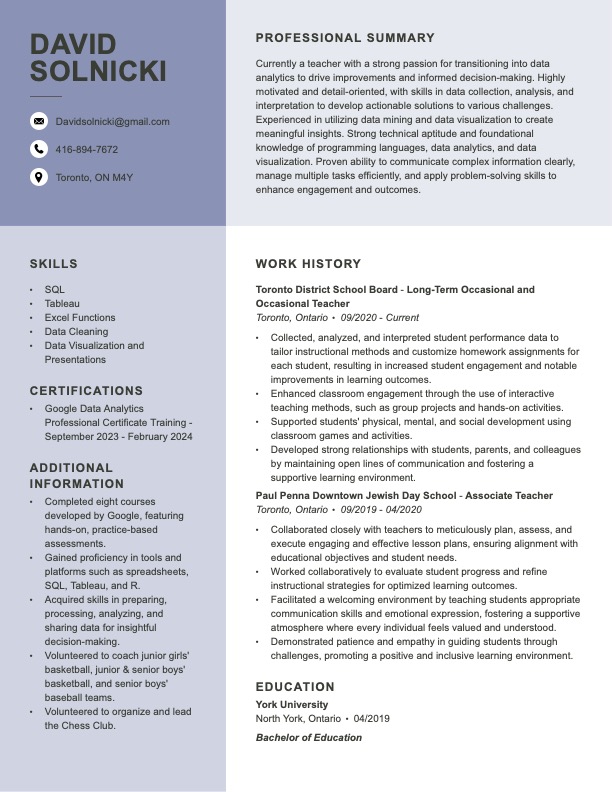 DAVID
SOLNICKI
Davidsolnicki@gmail.com
416-894-7672
Toronto, ON M4Y
PROFESSIONAL SUMMARY
Currently a teacher with a strong passion for transitioning into data
analytics to drive improvements and informed decision-making. Highly
motivated and detail-oriented, with skills in data collection, analysis, and
interpretation to develop actionable solutions to various challenges.
Experienced in utilizing data mining and data visualization to create
meaningful insights. Strong technical aptitude and foundational
knowledge of programming languages, data analytics, and data
visualization. Proven ability to communicate complex information clearly,
manage multiple tasks efficiently, and apply problem-solving skills to
enhance engagement and outcomes.
SKILLS
• SQL
• Tableau
• Excel Functions
• Data Cleaning
• Data Visualization and
Presentations
CERTIFICATIONS
• Google Data Analytics
Professional Certificate Training -
September 2023 - February 2024
ADDITIONAL
INFORMATION
• Completed eight courses
developed by Google, featuring
hands-on, practice-based
assessments.
• Gained proficiency in tools and
platforms such as spreadsheets,
SQL, Tableau, and R.
• Acquired skills in preparing,
processing, analyzing, and
sharing data for insightful
decision-making.
• Volunteered to coach junior girls'
basketball, junior & senior boys'
basketball, and senior boys'
baseball teams.
• Volunteered to organize and lead
the Chess Club.
WORK HISTORY
Toronto District School Board - Long-Term Occasional and
Occasional Teacher
Toronto, Ontario • 09/2020 - Current
• Collected, analyzed, and interpreted student performance data to
tailor instructional methods and customize homework assignments for
each student, resulting in increased student engagement and notable
improvements in learning outcomes.
• Enhanced classroom engagement through the use of interactive
teaching methods, such as group projects and hands-on activities.
• Supported students' physical, mental, and social development using
classroom games and activities.
• Developed strong relationships with students, parents, and colleagues
by maintaining open lines of communication and fostering a
supportive learning environment.
Paul Penna Downtown Jewish Day School - Associate Teacher
Toronto, Ontario • 09/2019 - 04/2020
• Collaborated closely with teachers to meticulously plan, assess, and
execute engaging and effective lesson plans, ensuring alignment with
educational objectives and student needs.
• Worked collaboratively to evaluate student progress and refine
instructional strategies for optimized learning outcomes.
• Facilitated a welcoming environment by teaching students appropriate
communication skills and emotional expression, fostering a supportive
atmosphere where every individual feels valued and understood.
• Demonstrated patience and empathy in guiding students through
challenges, promoting a positive and inclusive learning environment.
EDUCATION
York University
North York, Ontario • 04/2019
Bachelor of Education